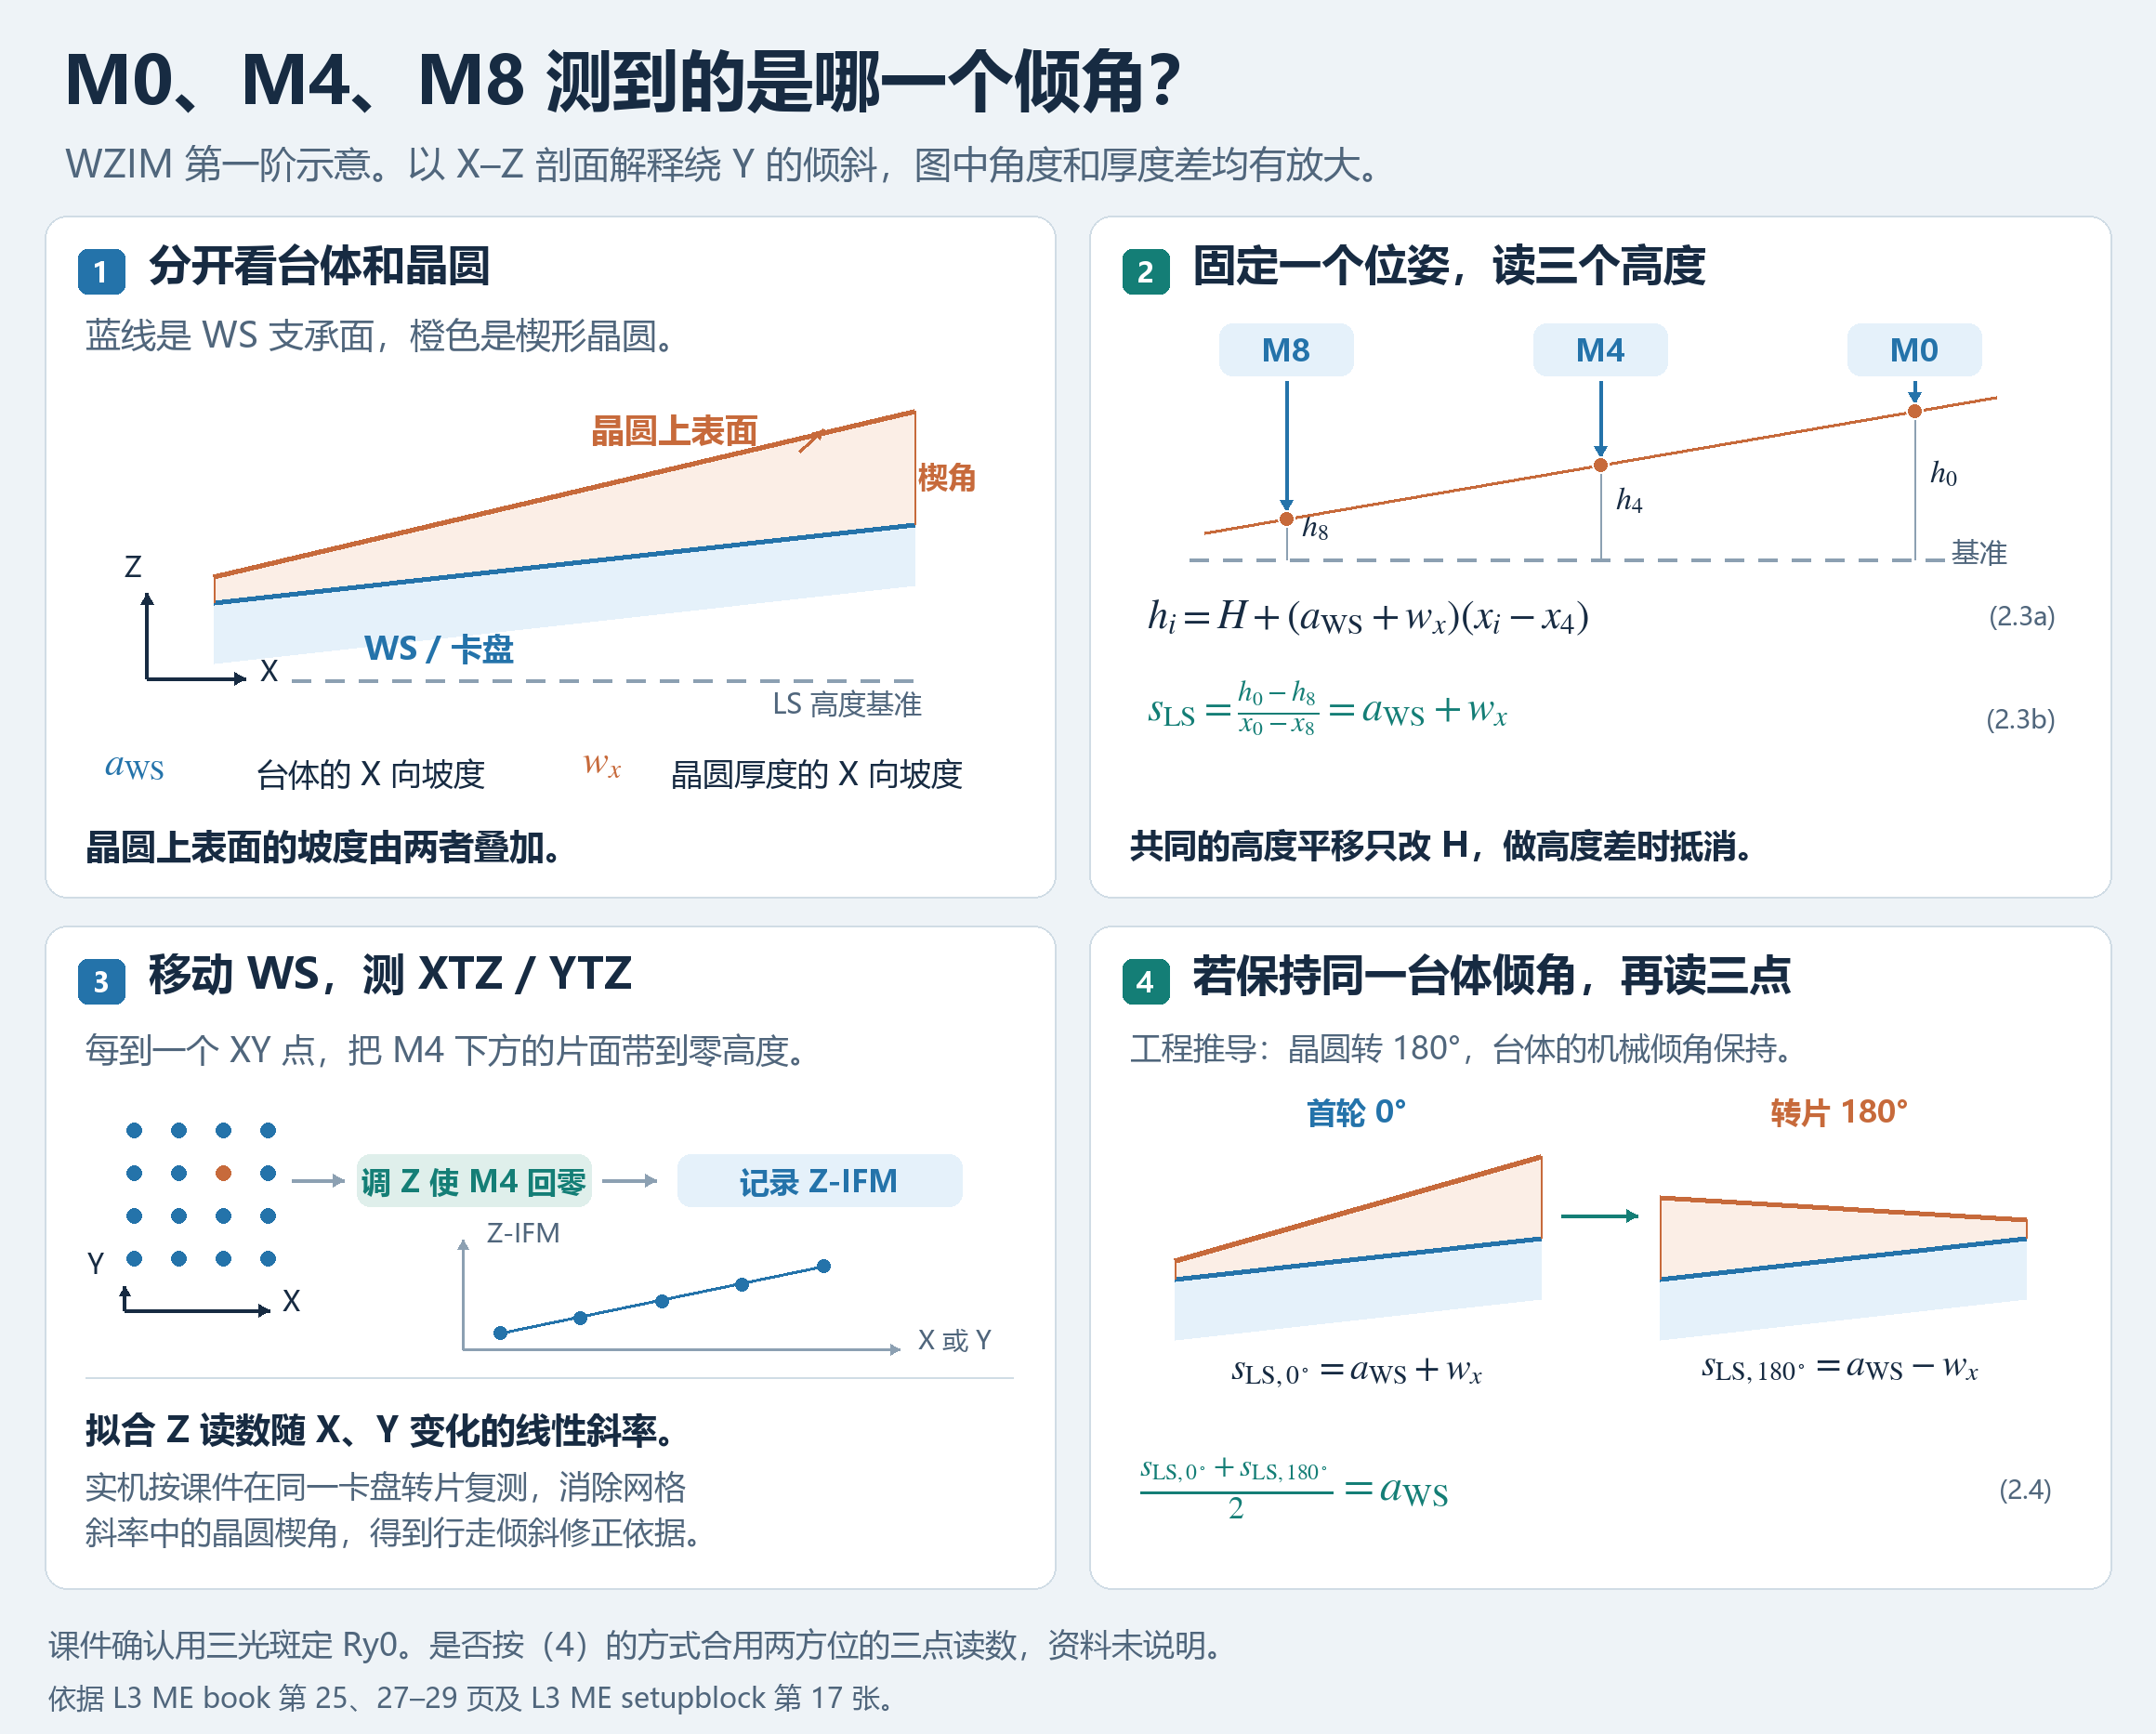 M0、M4、M8 测到的是哪一个倾角？
WZIM 第一阶示意。以 X–Z 剖面解释绕 Y 的倾斜，图中角度和厚度差均有放大。
1 分开看台体和晶圆
蓝线是 WS 支承面，橙色是楔形晶圆。
晶圆上表面
楔角
Z
X
WS / 卡盘
LS 高度基准
a_WS 台体的 X 向坡度 w_x 晶圆厚度的 X 向坡度
晶圆上表面的坡度由两者叠加。
2 固定一个位姿，读三个高度
M8 M4 M0
h_0
h_4
h_8
基准
h_i = H + (a_WS + w_x)(x_i − x_4) (2.3a)
s_LS = (h_0 − h_8)/(x_0 − x_8) = a_WS + w_x (2.3b)
共同的高度平移只改 H，做高度差时抵消。
3 移动 WS，测 XTZ / YTZ
每到一个 XY 点，把 M4 下方的片面带到零高度。
调 Z 使 M4 回零
记录 Z-IFM
Z-IFM
Y
X
X 或 Y
拟合 Z 读数随 X、Y 变化的线性斜率。
实机按课件在同一卡盘转片复测，消除网格
斜率中的晶圆楔角，得到行走倾斜修正依据。
4 若保持同一台体倾角，再读三点
工程推导：晶圆转 180°，台体的机械倾角保持。
首轮 0° 转片 180°
s_LS,0° = a_WS + w_x s_LS,180° = a_WS − w_x
(s_LS,0° + s_LS,180°)/2 = a_WS (2.4)
课件确认用三光斑定 Ry0。是否按（4）的方式合用两方位的三点读数，资料未说明。
依据 L3 ME book 第 25、27–29 页及 L3 ME setupblock 第 17 张。